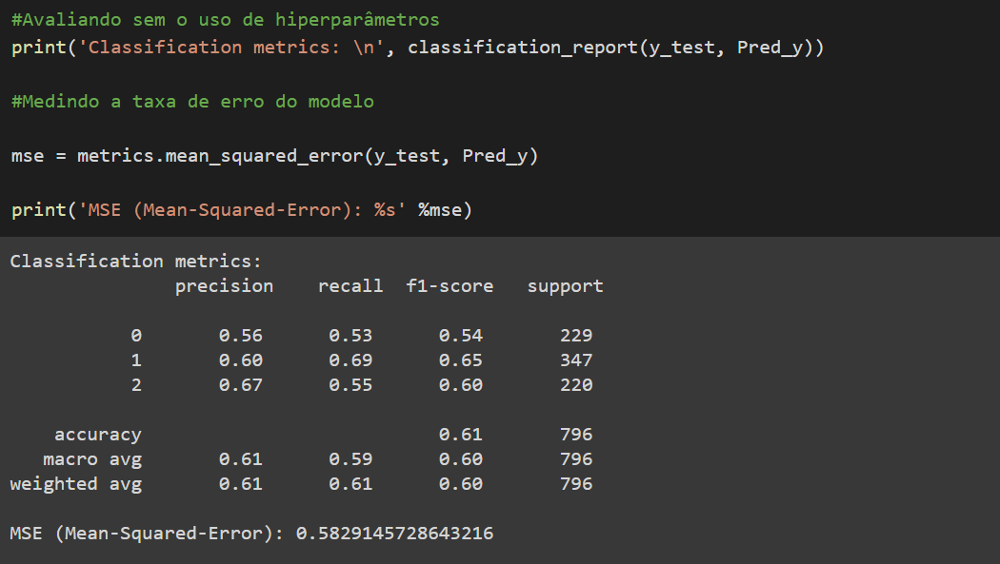 #Avaliando sem o uso de hiperparâmetros
print('Classification metrics: \n', classification_report(y_test, Pred_y))
#Medindo a taxa de erro do modelo
mse = metrics.mean_squared_error(y_test, Pred_y)
print('MSE (Mean-Squared-Error): %s' %mse)
Classification metrics:
precision recall f1-score support
0 0.56 0.53 0.54 229
1 0.60 0.69 0.65 347
2 0.67 0.55 0.60 220
accuracy 0.61 796
macro avg 0.61 0.59 0.60 796
weighted avg 0.61 0.61 0.60 796
MSE (Mean-Squared-Error): 0.5829145728643216